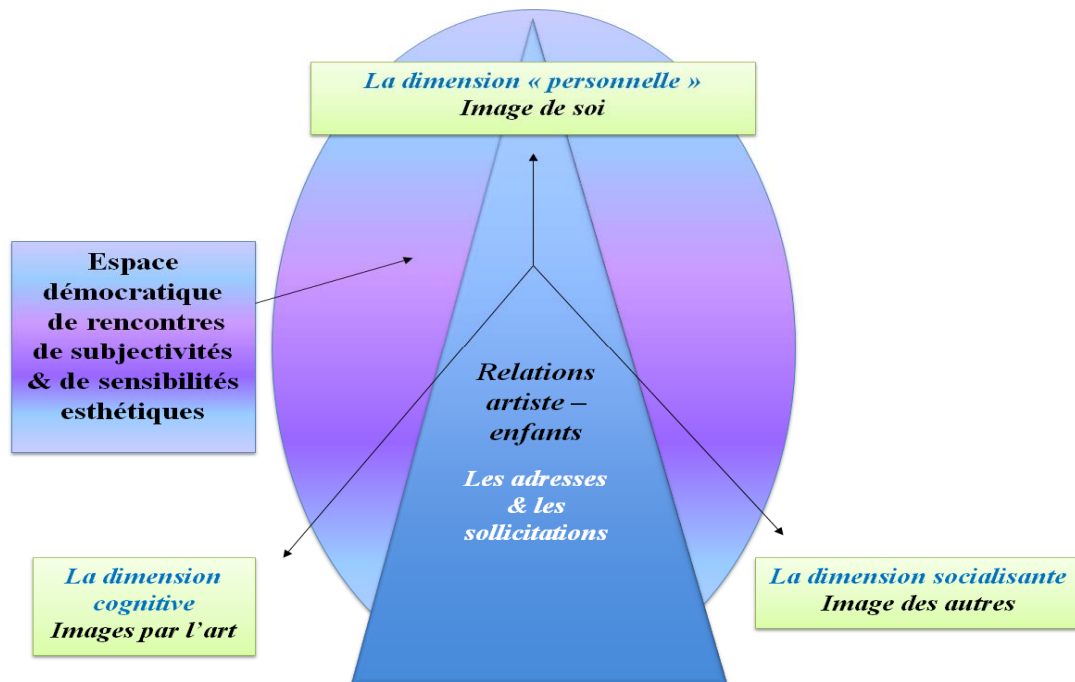 La dimension « personnelle »
Image de soi
Espace
démocratique
de rencontres
de subjectivités
& de sensibilités
esthétiques
Relations
artiste –
enfants
Les adresses
& les
sollicitations
La dimension
cognitive
Images par l’art
La dimension socialisante
Image des autres